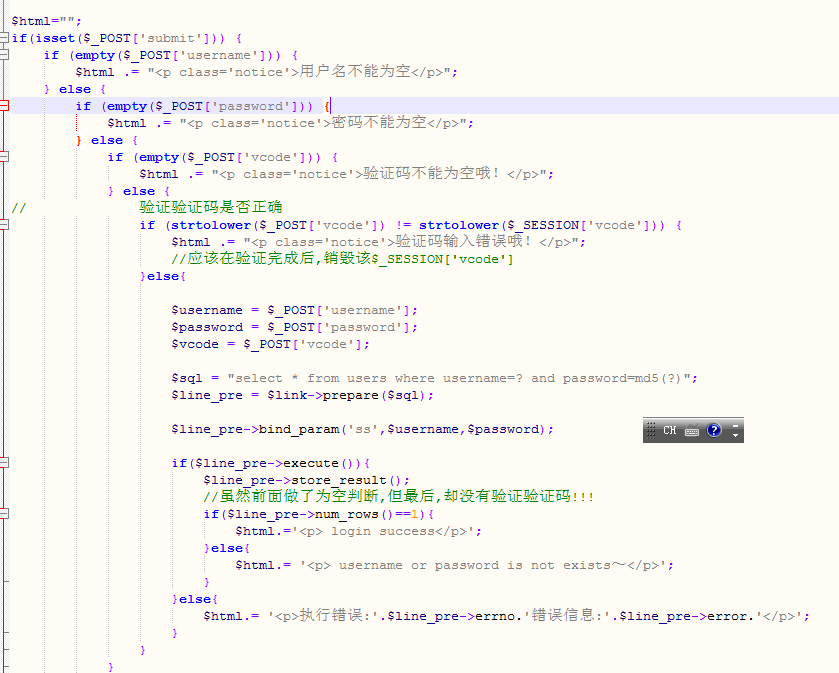 $html="";
if(isset($_POST['submit'])) {
    if (empty($_POST['username'])) {
        $html .= "<p class='notice'>用户名不能为空</p>";
    } else {
        if (empty($_POST['password'])) {
            $html .= "<p class='notice'>密码不能为空</p>";
        } else {
            if (empty($_POST['vcode'])) {
                $html .= "<p class='notice'>验证码不能为空哦！</p>";
            } else {
//              验证验证码是否正确
                if (strtolower($_POST['vcode']) != strtolower($_SESSION['vcode'])) {
                    $html .= "<p class='notice'>验证码输入错误哦！</p>";
                    //应该在验证完成后,销毁该$_SESSION['vcode']
                }else{
                    $username = $_POST['username'];
                    $password = $_POST['password'];
                    $vcode = $_POST['vcode'];
                    $sql = "select * from users where username=? and password=md5(?)";
                    $line_pre = $link->prepare($sql);
                    $line_pre->bind_param('ss',$username,$password);
CH
                    if($line_pre->execute()){
                        $line_pre->store_result();
                        //虽然前面做了为空判断,但最后,却没有验证验证码!!!
                        if($line_pre->num_rows()==1){
                            $html.='<p> login success</p>';
                        }else{
                            $html.= '<p> username or password is not exists～</p>';
                        }
                    }else{
                        $html.= '<p>执行错误:'.$line_pre->errno.'错误信息:'.$line_pre->error.'</p>';
                    }
                }
            }